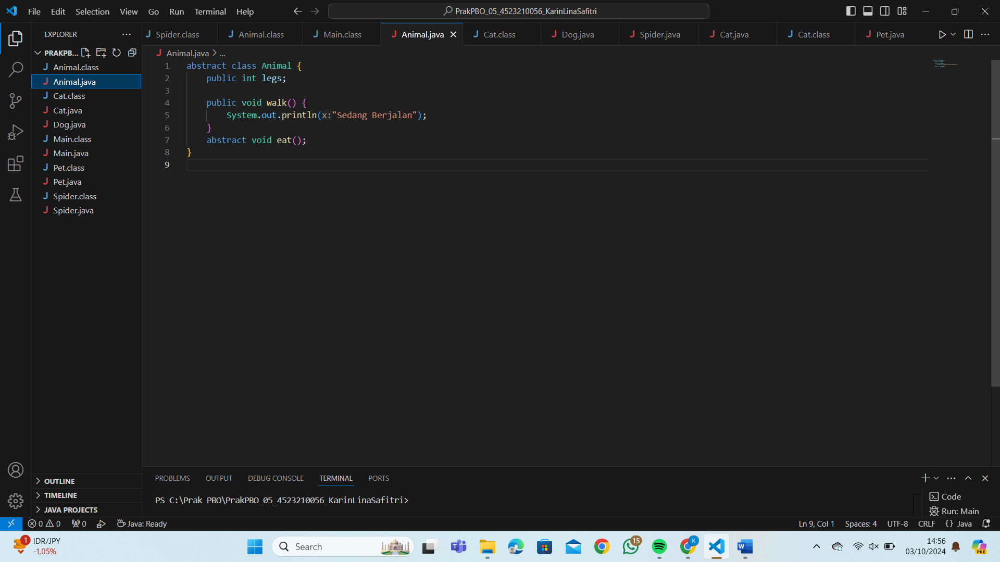 File Edit Selection View Go Run Terminal Help
PrakPBO_05_4523210056_KarinLinaSafitri
EXPLORER
Spider.class Animal.class Main.class Animal.java Cat.class Dog.java Spider.java Cat.java Cat.class Pet.java
PRAKPB...
Animal.class
Animal.java
Cat.class
Cat.java
Dog.java
Main.class
Main.java
Pet.class
Pet.java
Spider.class
Spider.java
Animal.java > ...
1 abstract class Animal {
2 public int legs;
3
4 public void walk() {
5 System.out.println(x:"Sedang Berjalan");
6 }
7 abstract void eat();
8 }
9
OUTLINE
TIMELINE
JAVA PROJECTS
PROBLEMS OUTPUT DEBUG CONSOLE TERMINAL PORTS
PS C:\Prak PBO\PrakPBO_05_4523210056_KarinLinaSafitri>
Code
Run: Main
0 0 0 Java: Ready
Ln 9, Col 1 Spaces: 4 UTF-8 CRLF {} Java
1
IDR/JPY
-1,05%
Search
15
K
W
T
14:56
03/10/2024
PRE